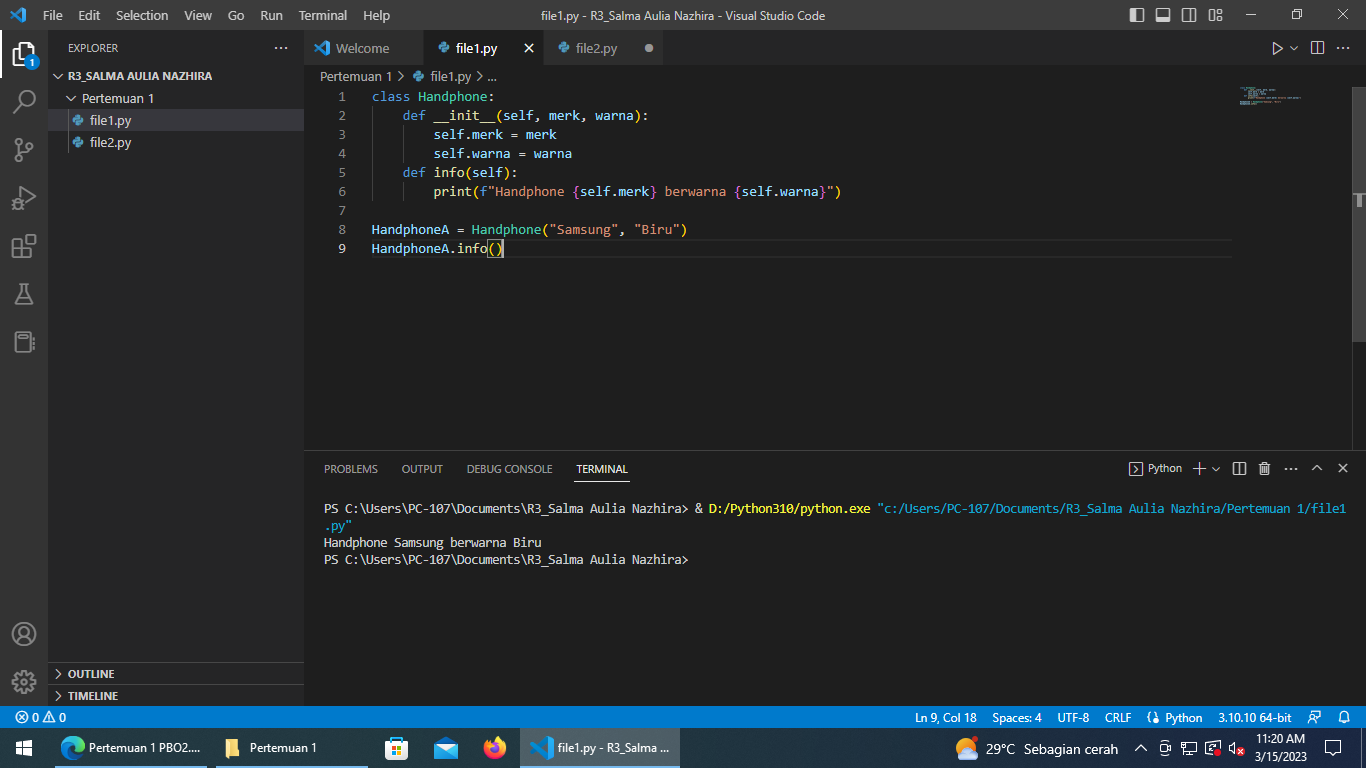 File Edit Selection View Go Run Terminal Help file1.py - R3_Salma Aulia Nazhira - Visual Studio Code
EXPLORER
R3_SALMA AULIA NAZHIRA
Pertemuan 1
file1.py
file2.py
OUTLINE
TIMELINE
1
Welcome file1.py file2.py
Pertemuan 1 > file1.py > ...
1 class Handphone:
2 def __init__(self, merk, warna):
3 self.merk = merk
4 self.warna = warna
5 def info(self):
6 print(f"Handphone {self.merk} berwarna {self.warna}")
7
8 HandphoneA = Handphone("Samsung", "Biru")
9 HandphoneA.info()
PROBLEMS OUTPUT DEBUG CONSOLE TERMINAL Python
PS C:\Users\PC-107\Documents\R3_Salma Aulia Nazhira> & D:/Python310/python.exe "c:/Users/PC-107/Documents/R3_Salma Aulia Nazhira/Pertemuan 1/file1
.py"
Handphone Samsung berwarna Biru
PS C:\Users\PC-107\Documents\R3_Salma Aulia Nazhira>
0 0 Ln 9, Col 18 Spaces: 4 UTF-8 CRLF Python 3.10.10 64-bit
Pertemuan 1 PBO2.... Pertemuan 1 file1.py - R3_Salma ... 29°C Sebagian cerah 11:20 AM
3/15/2023